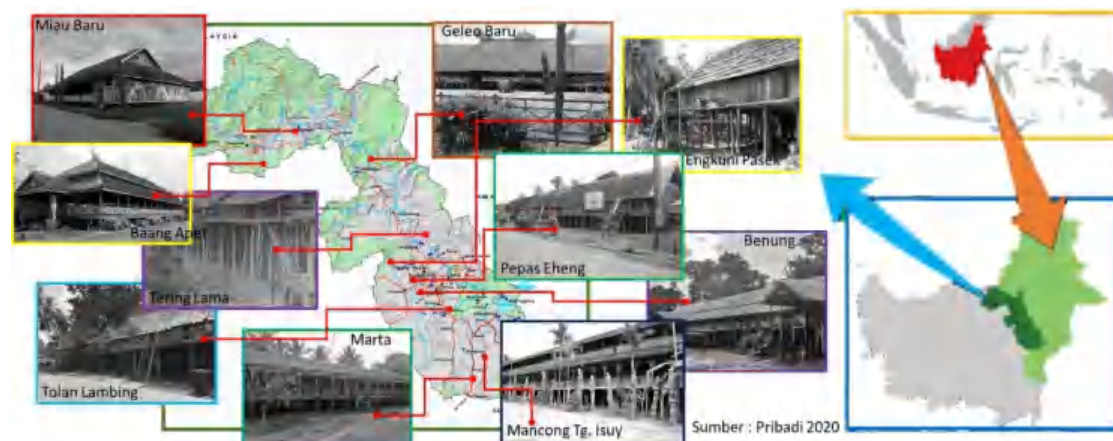 Miau Baru
LAYSIA
Geleo Baru
Engkuni Pasek
Baang Apet
Tering Lama
Pepas Eheng
Benung
Tolan Lambing
Marta
Mancong Tg. Isuy
Sumber : Pribadi 2020